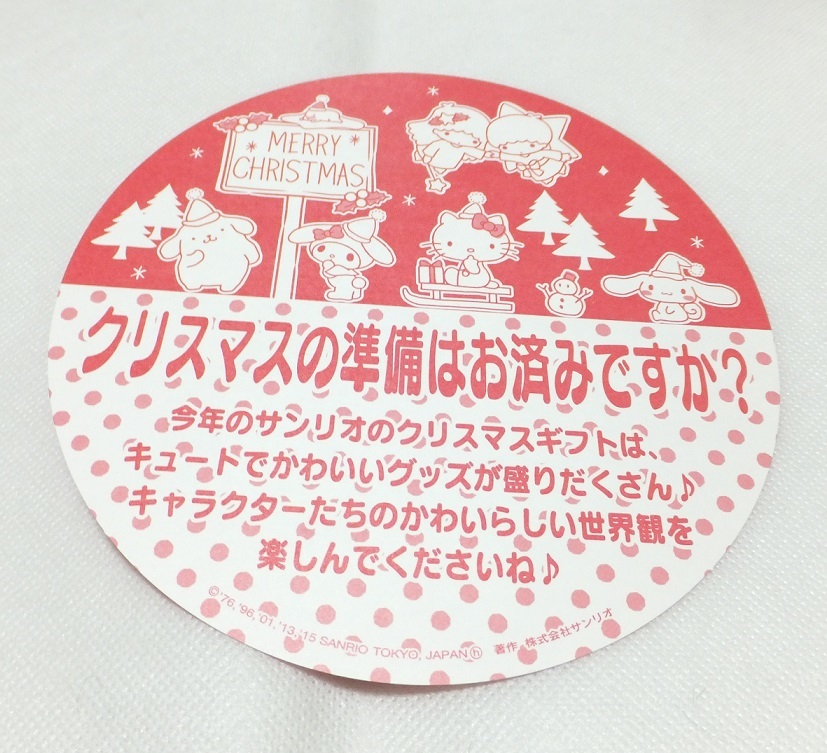 MERRY
CHRISTMAS
クリスマスの準備はお済みですか?
今年のサンリオのクリスマスギフトは、
キュートでかわいいグッズが盛りだくさん♪
キャラクターたちのかわいらしい世界観を
楽しんでくださいね♪
©'76,'96,'01,'13,'15 SANRIO TOKYO, JAPAN ⓗ 著作 株式会社サンリオ